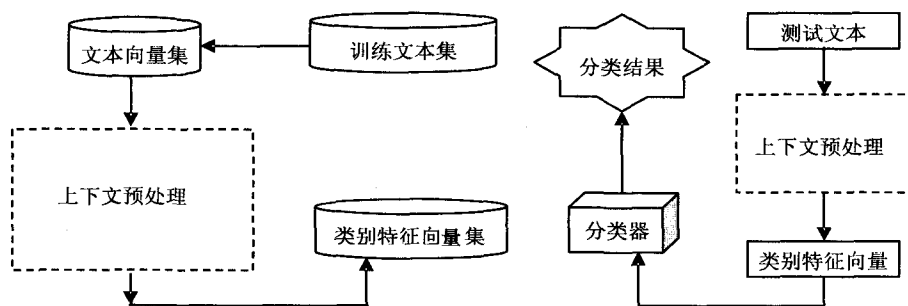 文本向量集
训练文本集
分类结果
测试文本
上下文预处理
上下文预处理
类别特征向量集
分类器
类别特征向量